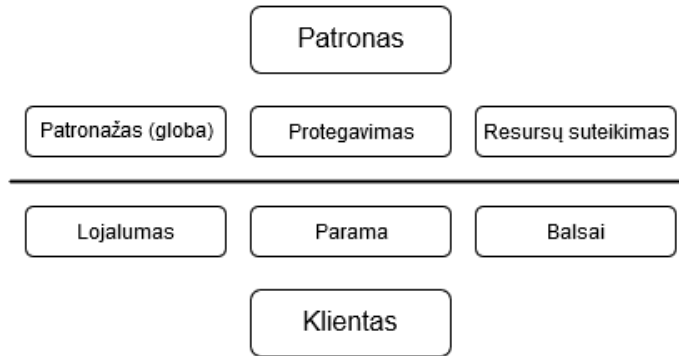 Patronas
Patronažas (globa)
Protegavimas
Resursų suteikimas
Lojalumas
Parama
Balsai
Klientas